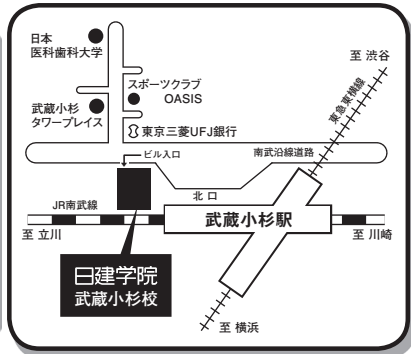 日本
医科歯科大学
至 渋谷
スポーツクラブ
OASIS
東急東横線
武蔵小杉
タワープレイス
東京三菱UFJ銀行
ビル入口
南武沿線道路
北口
JR南武線
武蔵小杉駅
至 立川
至 川崎
日建学院
武蔵小杉校
至 横浜